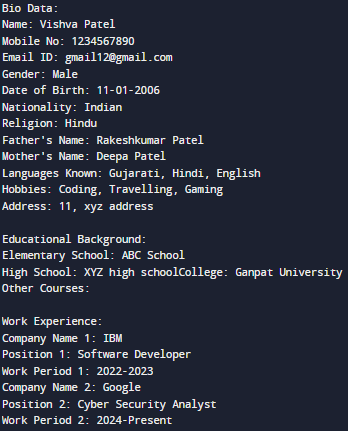 Bio Data:
Name: Vishva Patel
Mobile No: 1234567890
Email ID: gmail12@gmail.com
Gender: Male
Date of Birth: 11-01-2006
Nationality: Indian
Religion: Hindu
Father's Name: Rakeshkumar Patel
Mother's Name: Deepa Patel
Languages Known: Gujarati, Hindi, English
Hobbies: Coding, Travelling, Gaming
Address: 11, xyz address
Educational Background:
Elementary School: ABC School
High School: XYZ high schoolCollege: Ganpat University
Other Courses:
Work Experience:
Company Name 1: IBM
Position 1: Software Developer
Work Period 1: 2022-2023
Company Name 2: Google
Position 2: Cyber Security Analyst
Work Period 2: 2024-Present